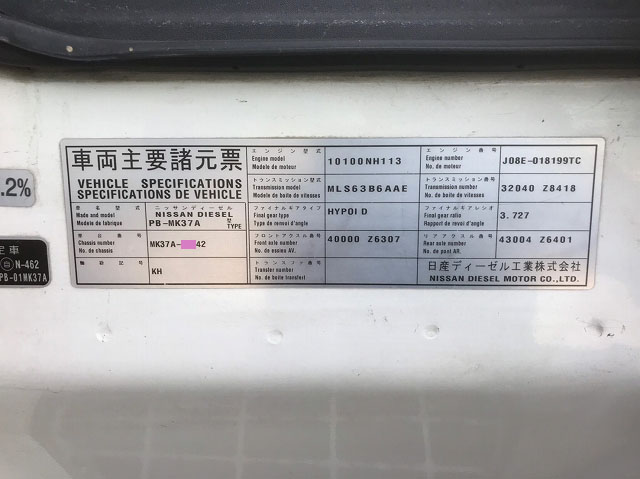 車両主要諸元票
VEHICLE SPECIFICATIONS
SPECIFICATIONS DE VEHICLE
車名型式
Made and model
Modele de fabrique
ニッサンディーゼル
NISSAN DIESEL
PB-MK37A TYPE
車台番号
Chassis number
No. de chassis
MK37A- 42
KH
エンジン型式
Engine model
Modele de moteur
10100NH113
エンジン番号
Engine number
No. de moteur
J08E-018199TC
トランスミッション型式
Transmission model
Modele de boite de vitesses
MLS63B6AAE
トランスミッション番号
Transmission number
No. de boite de vitesses
32040 Z8418
ファイナルギア型式
Final gear type
Type de revoi d'angle
HYPOID
ファイナルギアレシオ
Final gear ratio
Rapport de revoi d'angle
3.727
フロントアクスル番号
Front axle number
No. de essimo AV.
40000 Z6307
リアアクスル番号
Rear axle number
No. de pont AR.
43004 Z6401
トランスファ番号
Transfer number
No. de boite transfert
日産ディーゼル工業株式会社
NISSAN DIESEL MOTOR CO.,LTD.
.2%
定車
N-462
PB-01MK37A